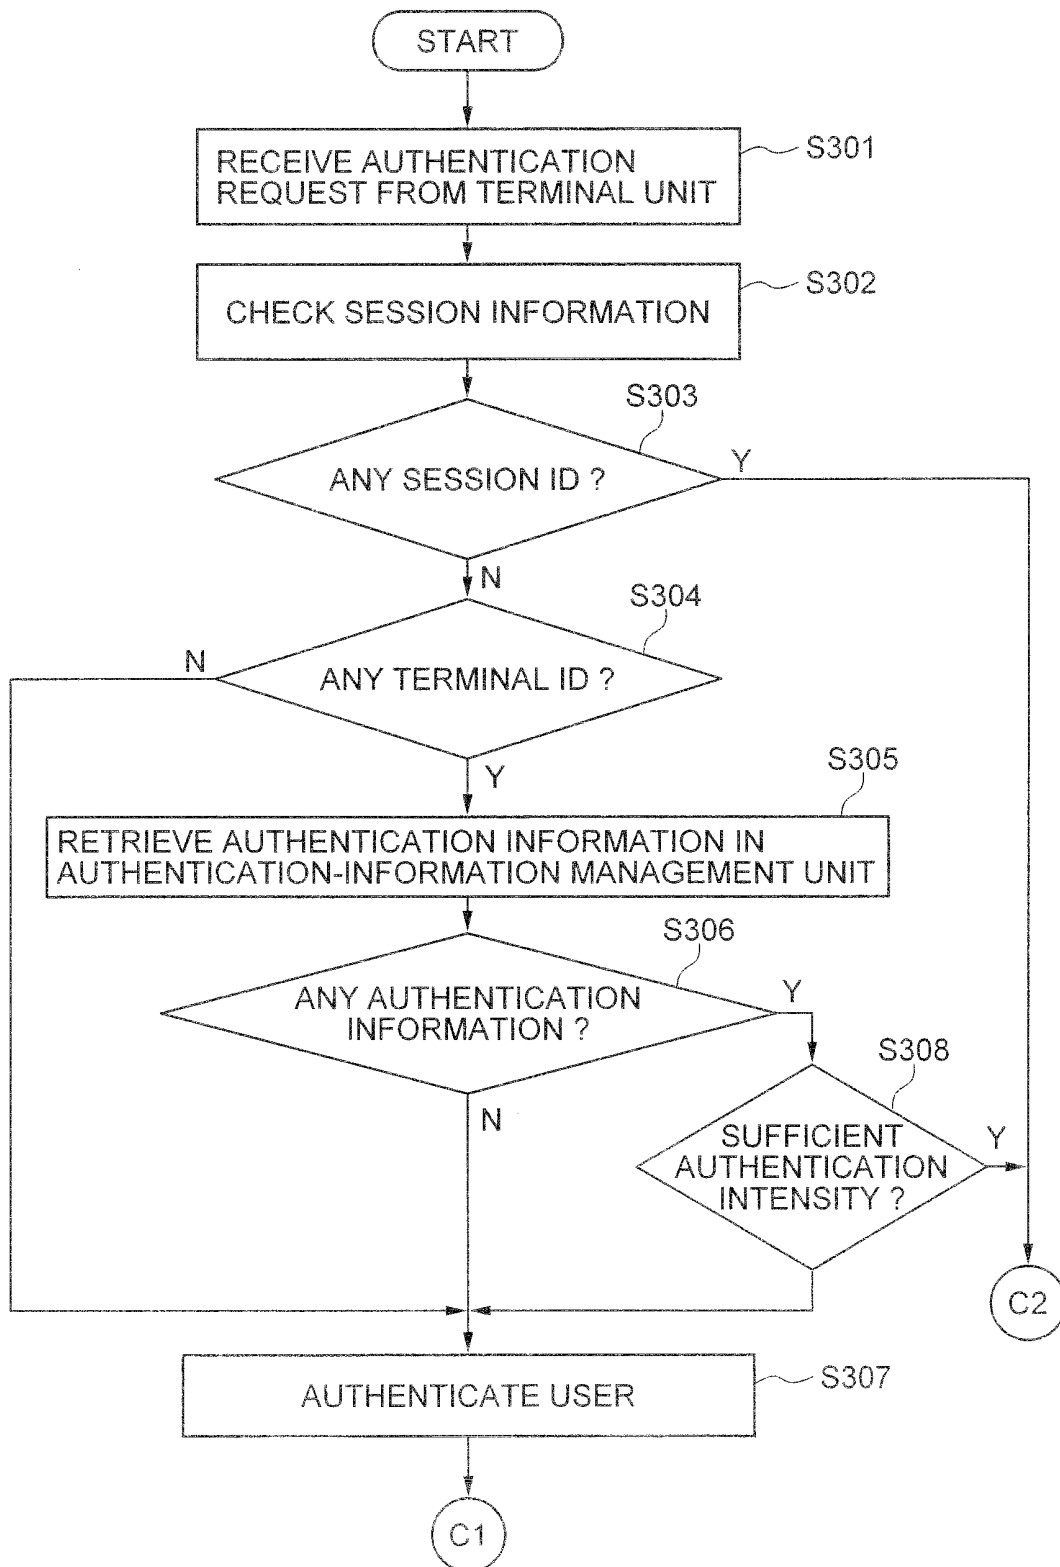 START
RECEIVE AUTHENTICATION
REQUEST FROM TERMINAL UNIT
S301
CHECK SESSION INFORMATION
S302
S303
ANY SESSION ID ?
Y
N
S304
N
ANY TERMINAL ID ?
Y
S305
RETRIEVE AUTHENTICATION INFORMATION IN
AUTHENTICATION-INFORMATION MANAGEMENT UNIT
S306
ANY AUTHENTICATION
INFORMATION ?
Y
N
S308
SUFFICIENT
AUTHENTICATION
INTENSITY ?
Y
C2
AUTHENTICATE USER
S307
C1